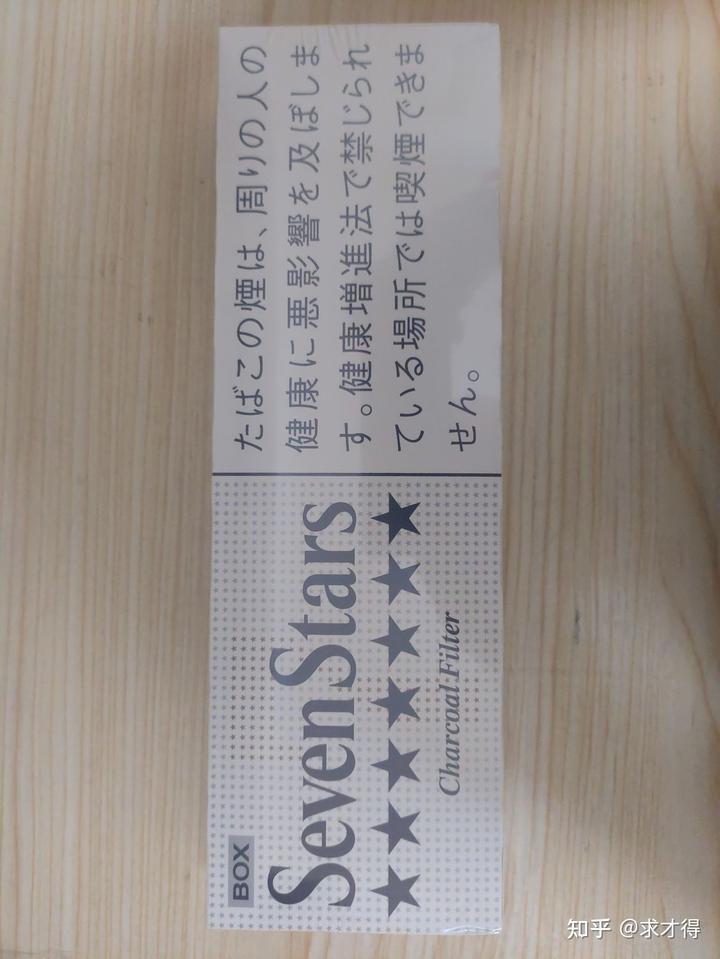 BOX
SevenStars
★★★★★★★
Charcoal Filter
たばこの煙は、周りの人の
健康に悪影響を及ぼしま
す。健康増進法で禁じられ
ている場所では喫煙できま
せん。
知乎 @求才得